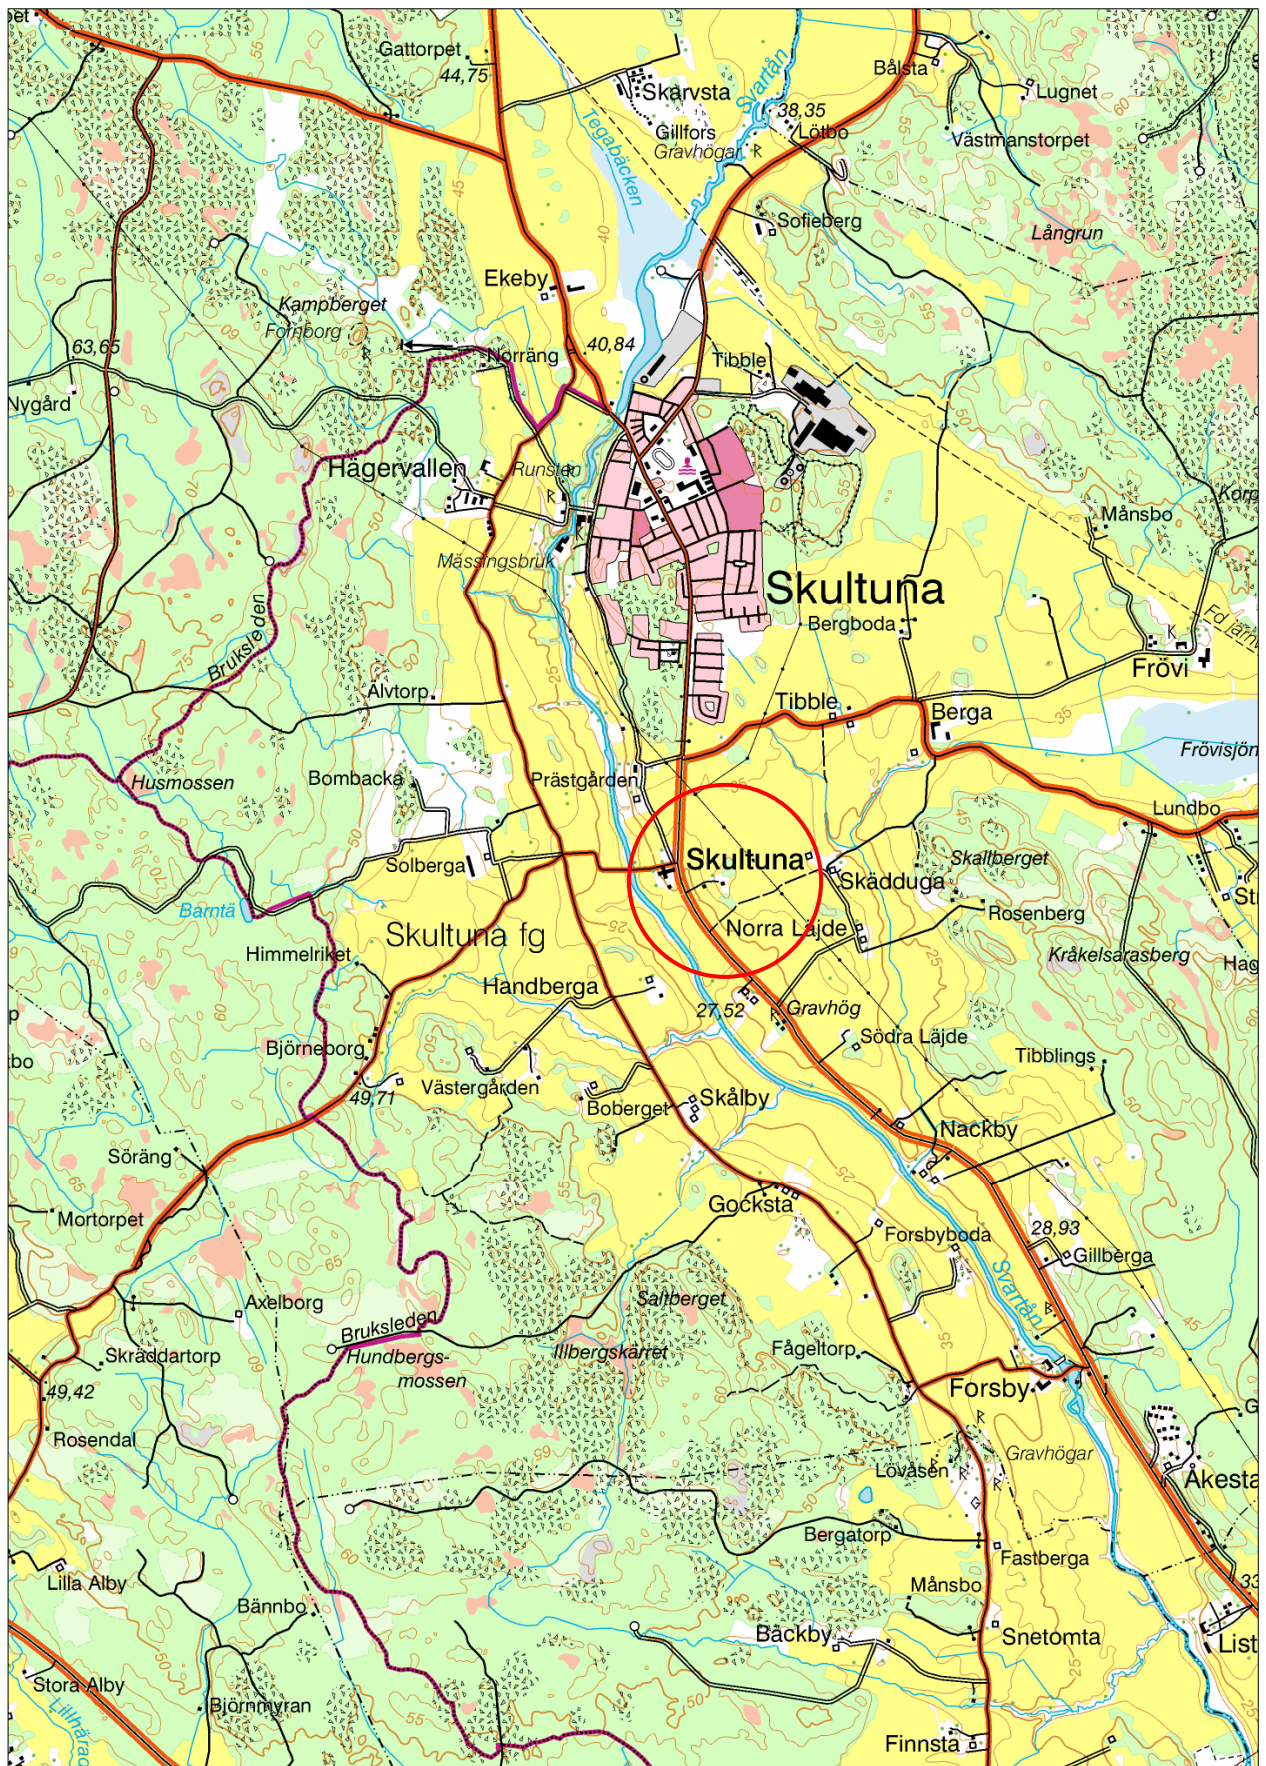 Gattorpet
44,75
Skarvsta
Svartån
38,35
Bålsta
Lugnet
Tegabäcken
Gillfors
Gravhögar
Lötbo
Västmanstorpet
Sofieberg
Långrun
Ekeby
Kampberget
Fornborg
63,65
Norräng
40,84
Tibble
Nygård
Hägervallen
Runsten
Månsbo
Mässingsbruk
Skultuna
Bruksleden
Bergboda
Frövi
Alvtorp
Tibble
Berga
Frövisjön
Husmossen
Bombacka
Prästgården
Lundbo
Solberga
Skultuna
Skallberget
Skädduga
Barntä
Rosenberg
Skultuna fg
Norra Läjde
Himmelriket
Kråkelsarasberg
Handberga
27,52
Gravhög
Björneborg
Södra Läjde
Tibblings
49,71
Västergården
Boberget
Skålby
Nackby
Söräng
Mortorpet
Gocksta
28,93
Forsbyboda
Gillberga
Svartån
Axelborg
Saltberget
Bruksleden
Skräddartorp
Hundbergs-
mossen
Illbergskärret
Fågeltorp
49,42
Forsby
Rosendal
Gravhögar
Lövåsen
Åkesta
Bergatorp
Fastberga
Lilla Alby
Månsbo
Bännbo
Bäckby
Snetomta
Stora Alby
Björnmyran
Finnsta